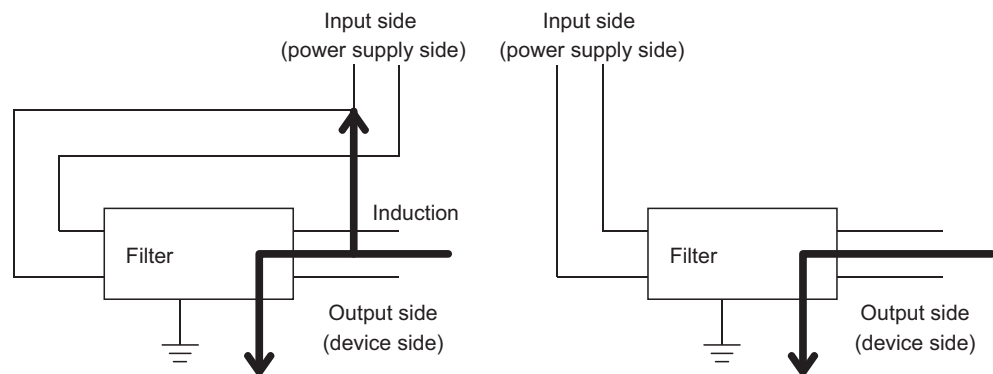 Input side
(power supply side)
Induction
Filter
Output side
(device side)
Input side
(power supply side)
Filter
Output side
(device side)